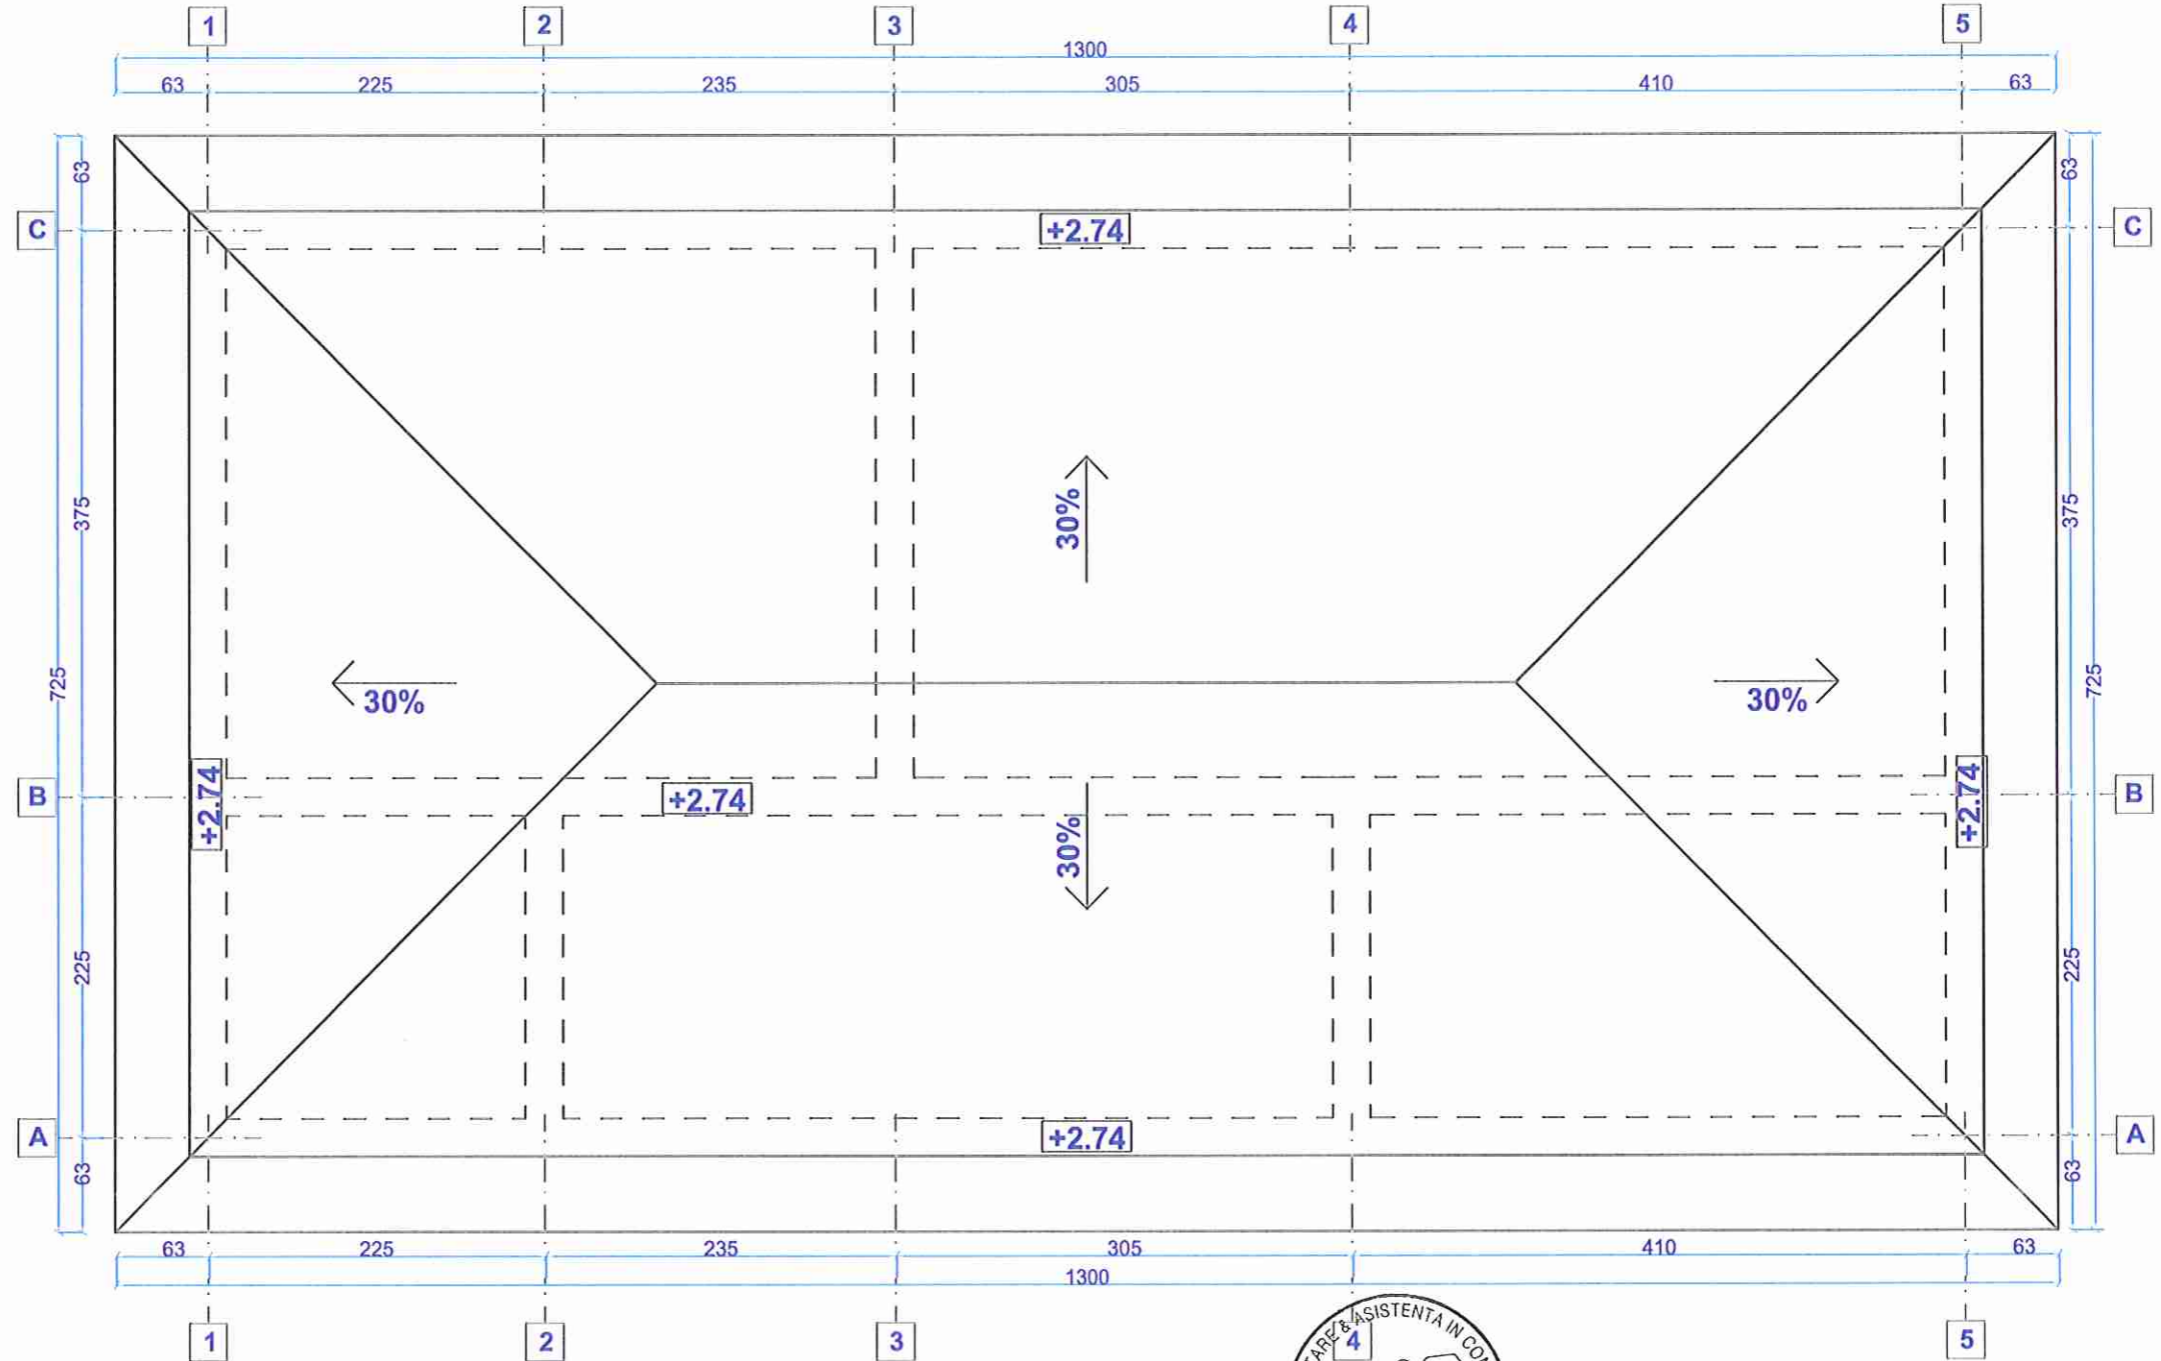 1 2 3 4 5
1300
63 225 235 305 410 63
63 63
C +2.74 C
375 30% 375
725 30% 30% 725
B +2.74 +2.74 +2.74 B
30%
225 225
A +2.74 A
63 63
63 225 235 305 410 63
1300
ARE & ASISTENTA IN CON
1 2 3 4 5